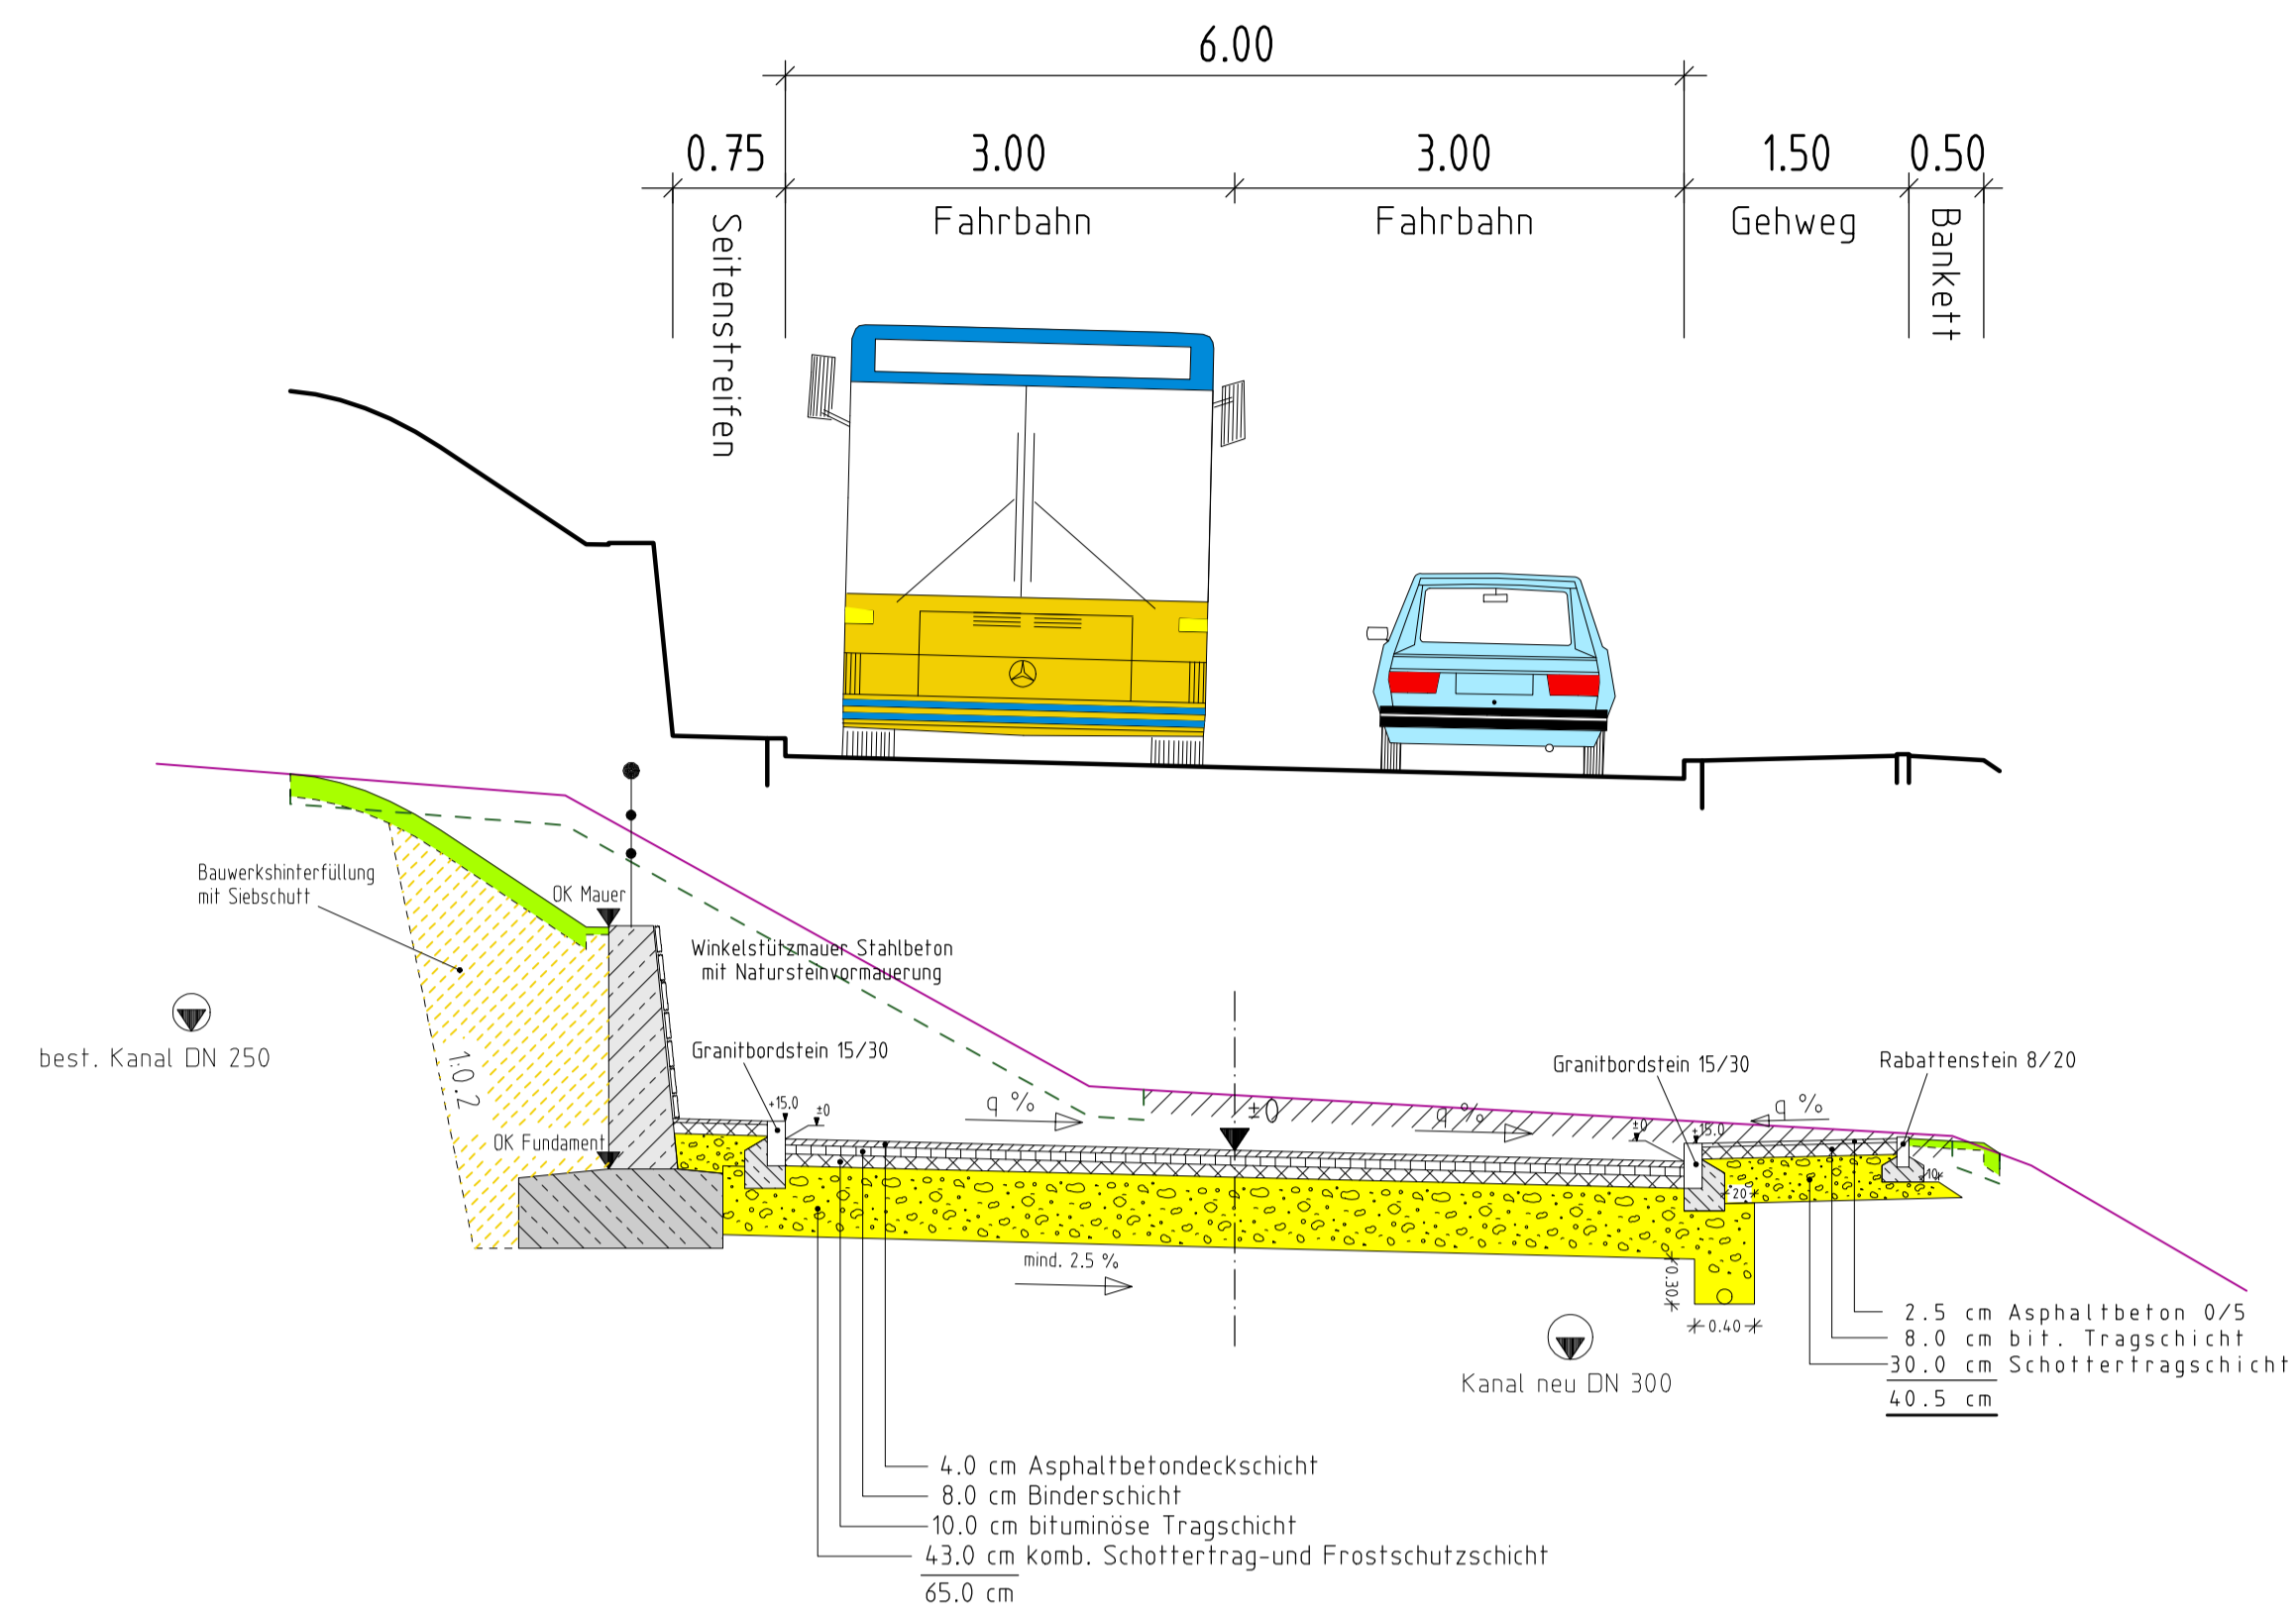 6.00
0.75 3.00 3.00 1.50 0.50
Seitenstreifen
Fahrbahn
Fahrbahn
Gehweg
Bankett
Bauwerkshinterfüllung
mit Siebschutt
OK Mauer
Winkelstützmauer Stahlbeton
mit Natursteinvormauerung
best. Kanal DN 250
1:0.2
OK Fundament
Granitbordstein 15/30
+15.0
±0
q %
±0
q %
Granitbordstein 15/30
±0
+15.0
q %
Rabattenstein 8/20
20
10
mind. 2.5 %
0.30
0.40
Kanal neu DN 300
2.5 cm Asphaltbeton 0/5
8.0 cm bit. Tragschicht
30.0 cm Schottertragschicht
40.5 cm
4.0 cm Asphaltbetondeckschicht
8.0 cm Binderschicht
10.0 cm bituminöse Tragschicht
43.0 cm komb. Schottertrag-und Frostschutzschicht
65.0 cm